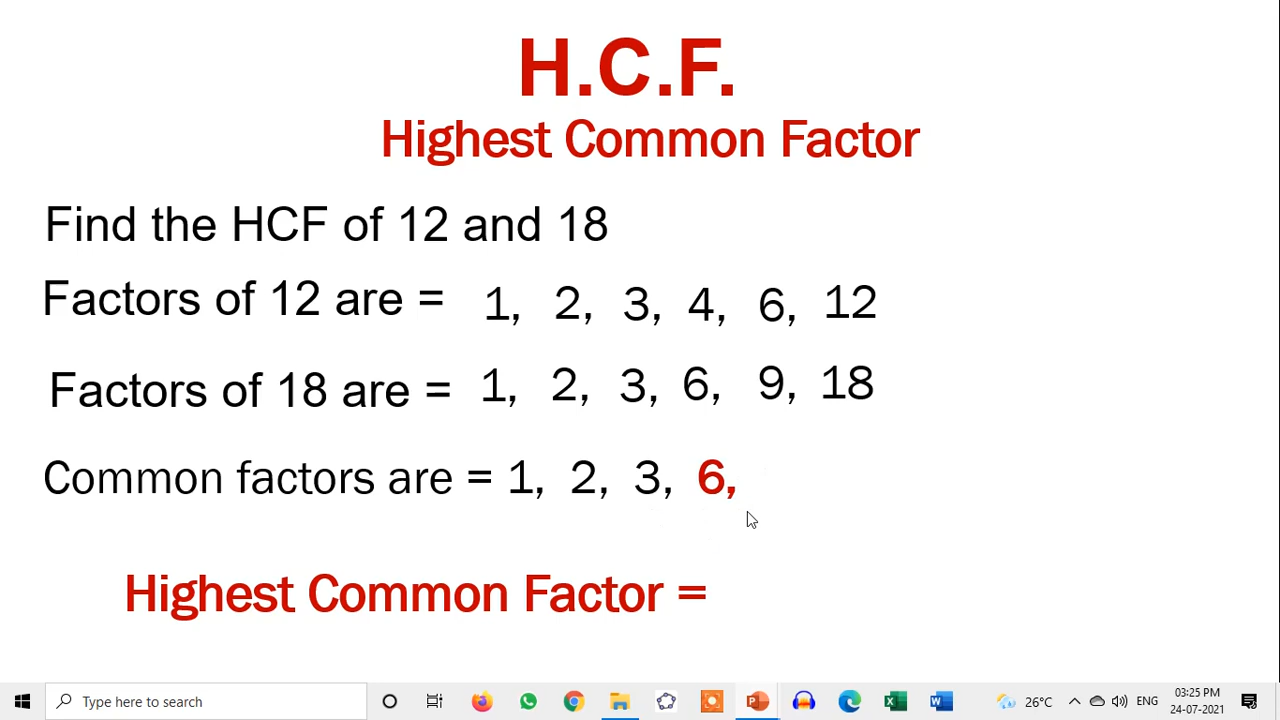 H.C.F.
Highest Common Factor
Find the HCF of 12 and 18
Factors of 12 are = 1, 2, 3, 4, 6, 12
Factors of 18 are = 1, 2, 3, 6, 9, 18
Common factors are = 1, 2, 3, 6,
Highest Common Factor =
Type here to search
26°C
ENG
03:25 PM
24-07-2021